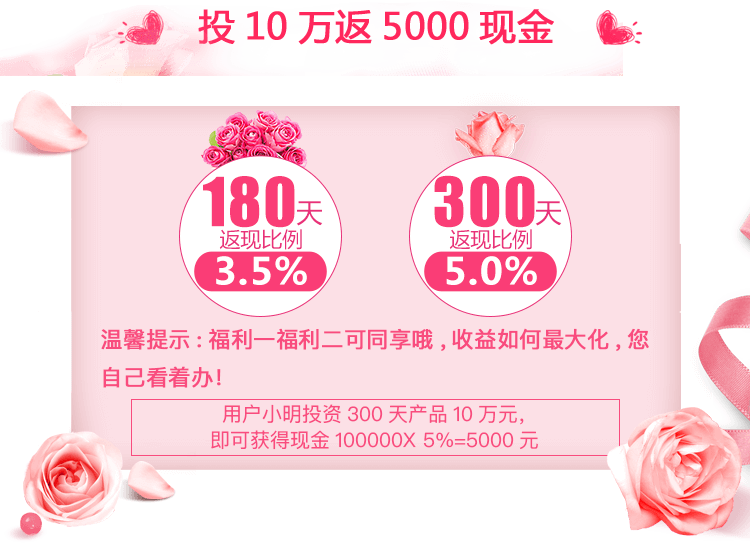 投 10 万返 5000 现金
180天
返现比例
3.5%
300天
返现比例
5.0%
温馨提示：福利一福利二可同享哦，收益如何最大化，您
自己看着办！
用户小明投资 300 天产品 10 万元，
即可获得现金 100000X 5%=5000 元